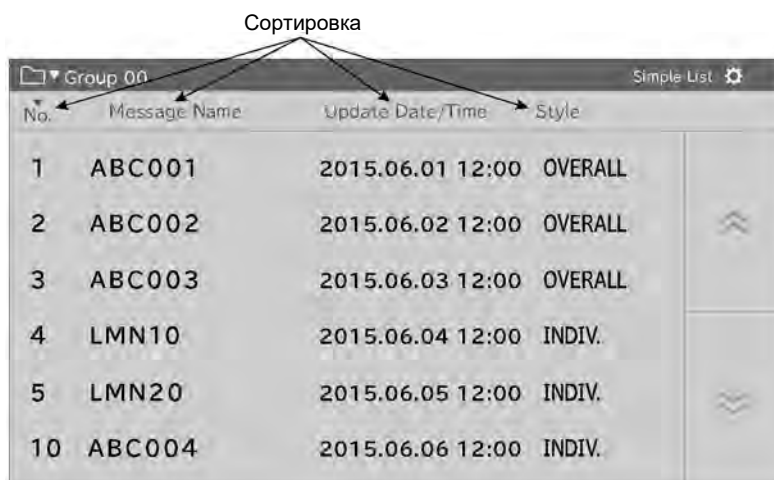 Сортировка
Group 00 Simple List
No. Message Name Update Date/Time Style
1 ABC001 2015.06.01 12:00 OVERALL
2 ABC002 2015.06.02 12:00 OVERALL
3 ABC003 2015.06.03 12:00 OVERALL
4 LMN10 2015.06.04 12:00 INDIV.
5 LMN20 2015.06.05 12:00 INDIV.
10 ABC004 2015.06.06 12:00 INDIV.